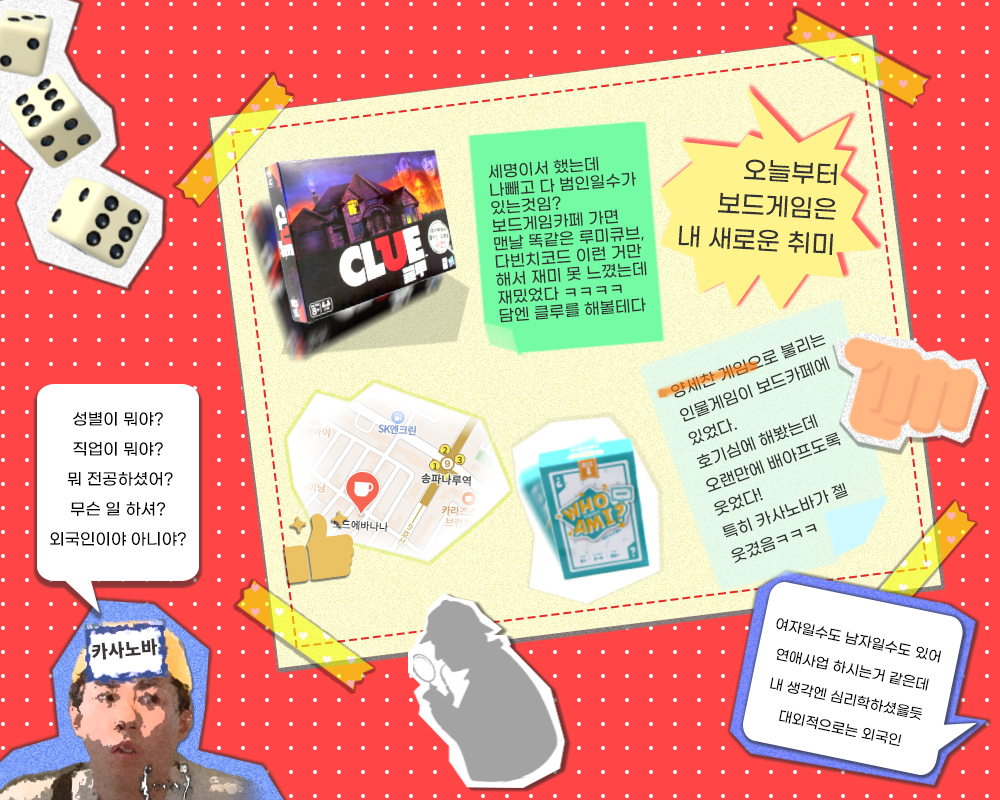 세명이서 했는데
나빼고 다 범인일수가
있는것임?
보드게임카페 가면
맨날 똑같은 루미큐브,
다빈치코드 이런 거만
해서 재미 못 느꼈는데
재밌었다 ㅋㅋㅋㅋ
담엔 클루를 해볼테다
오늘부터
보드게임은
내 새로운 취미
CLUE
클루
8+
양세찬 게임으로 불리는
인물게임이 보드카페에
있었다.
호기심에 해봤는데
오랜만에 배아프도록
웃었다!
특히 카사노바가 젤
웃겼음ㅋㅋㅋ
SK엔크린
2
1 9 3
송파나루역
보드에바나나
WHO
AM I?
성별이 뭐야?
직업이 뭐야?
뭐 전공하셨어?
무슨 일 하셔?
외국인이야 아니야?
카사노바
여자일수도 남자일수도 있어
연애사업 하시는거 같은데
내 생각엔 심리학하셨을듯
대외적으로는 외국인